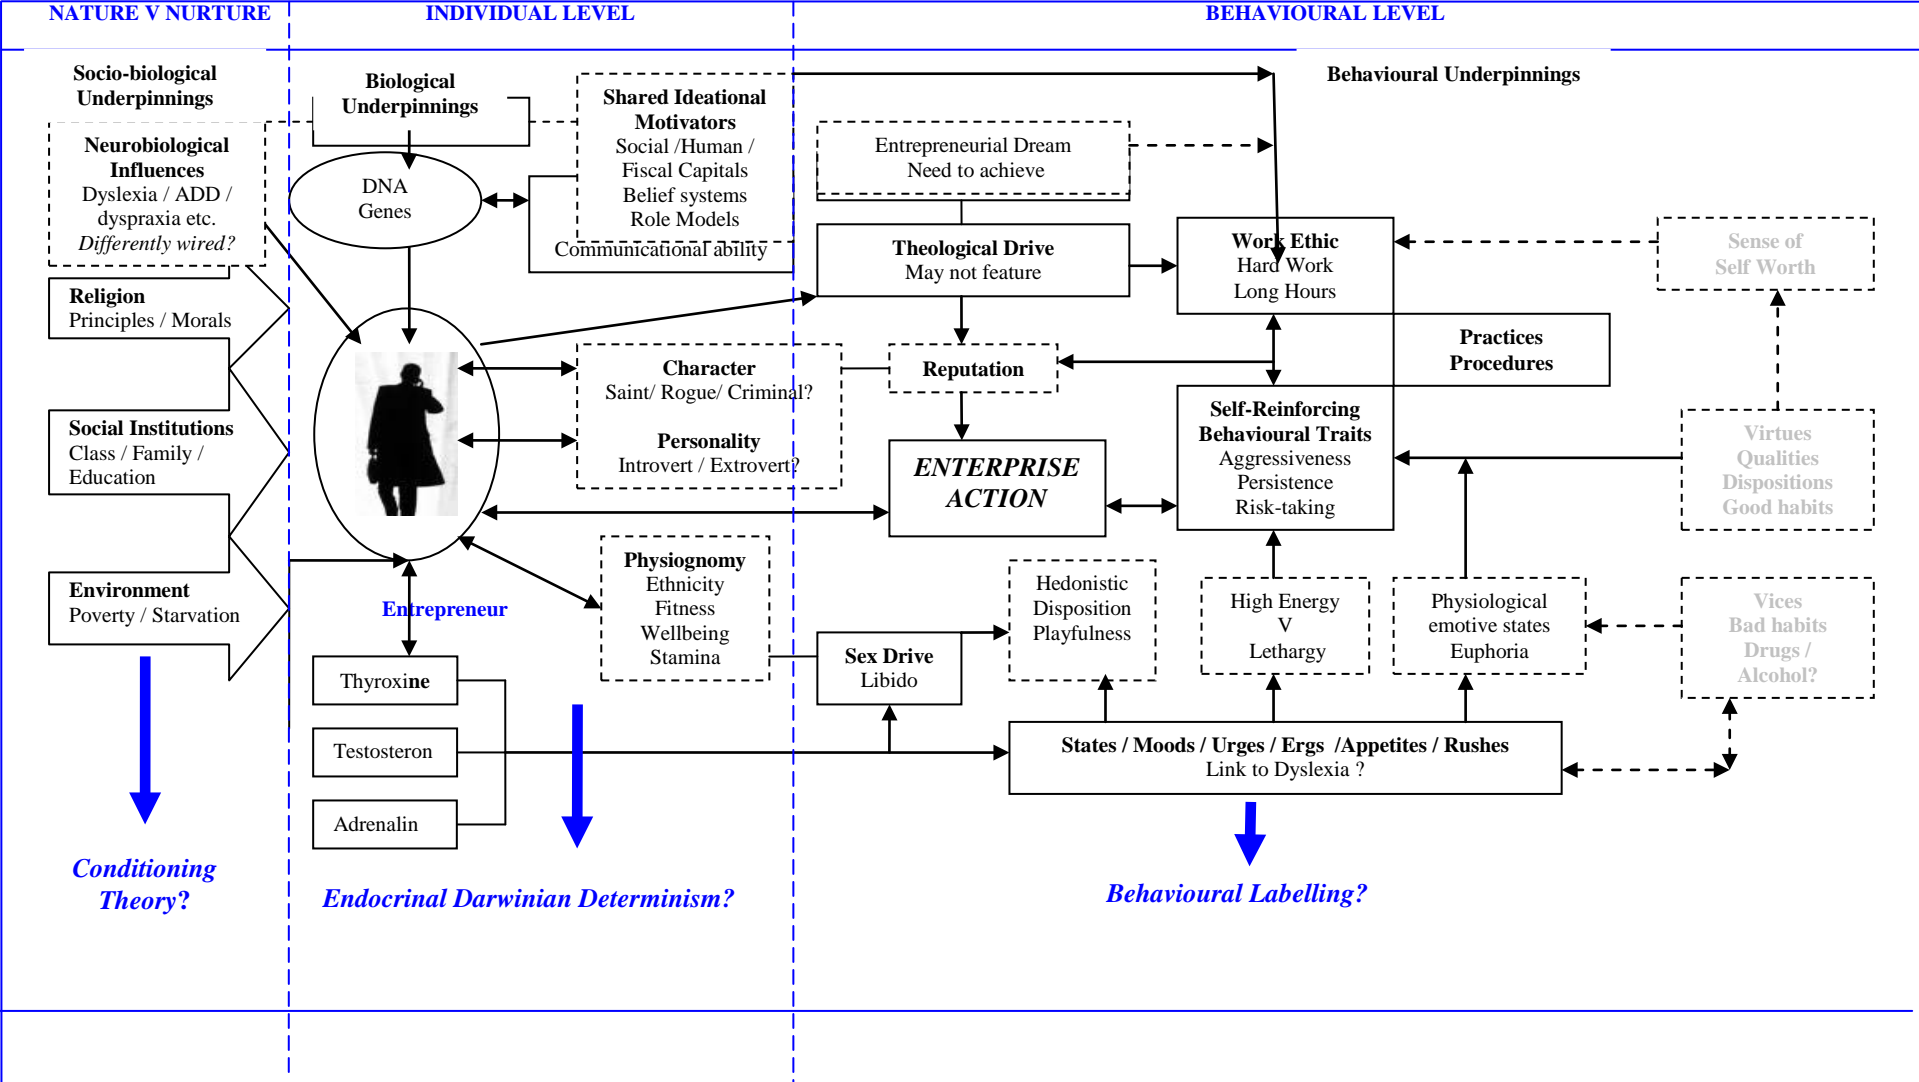 NATURE V NURTURE
INDIVIDUAL LEVEL
BEHAVIOURAL LEVEL
Socio-biological
Underpinnings
Neurobiological
Influences
Dyslexia / ADD /
dyspraxia etc.
Differently wired?
Religion
Principles / Morals
Social Institutions
Class / Family /
Education
Environment
Poverty / Starvation
Conditioning
Theory?
Biological
Underpinnings
DNA
Genes
Shared Ideational
Motivators
Social /Human /
Fiscal Capitals
Belief systems
Role Models
Communicational ability
Character
Saint/ Rogue/ Criminal?
Personality
Introvert / Extrovert?
Physiognomy
Ethnicity
Fitness
Wellbeing
Stamina
Entrepreneur
Thyroxine
Testosteron
Adrenalin
Endocrinal Darwinian Determinism?
Behavioural Underpinnings
Entrepreneurial Dream
Need to achieve
Theological Drive
May not feature
Reputation
ENTERPRISE
ACTION
Work Ethic
Hard Work
Long Hours
Practices
Procedures
Self-Reinforcing
Behavioural Traits
Aggressiveness
Persistence
Risk-taking
Sense of
Self Worth
Virtues
Qualities
Dispositions
Good habits
Sex Drive
Libido
Hedonistic
Disposition
Playfulness
High Energy
V
Lethargy
Physiological
emotive states
Euphoria
Vices
Bad habits
Drugs /
Alcohol?
States / Moods / Urges / Ergs /Appetites / Rushes
Link to Dyslexia ?
Behavioural Labelling?